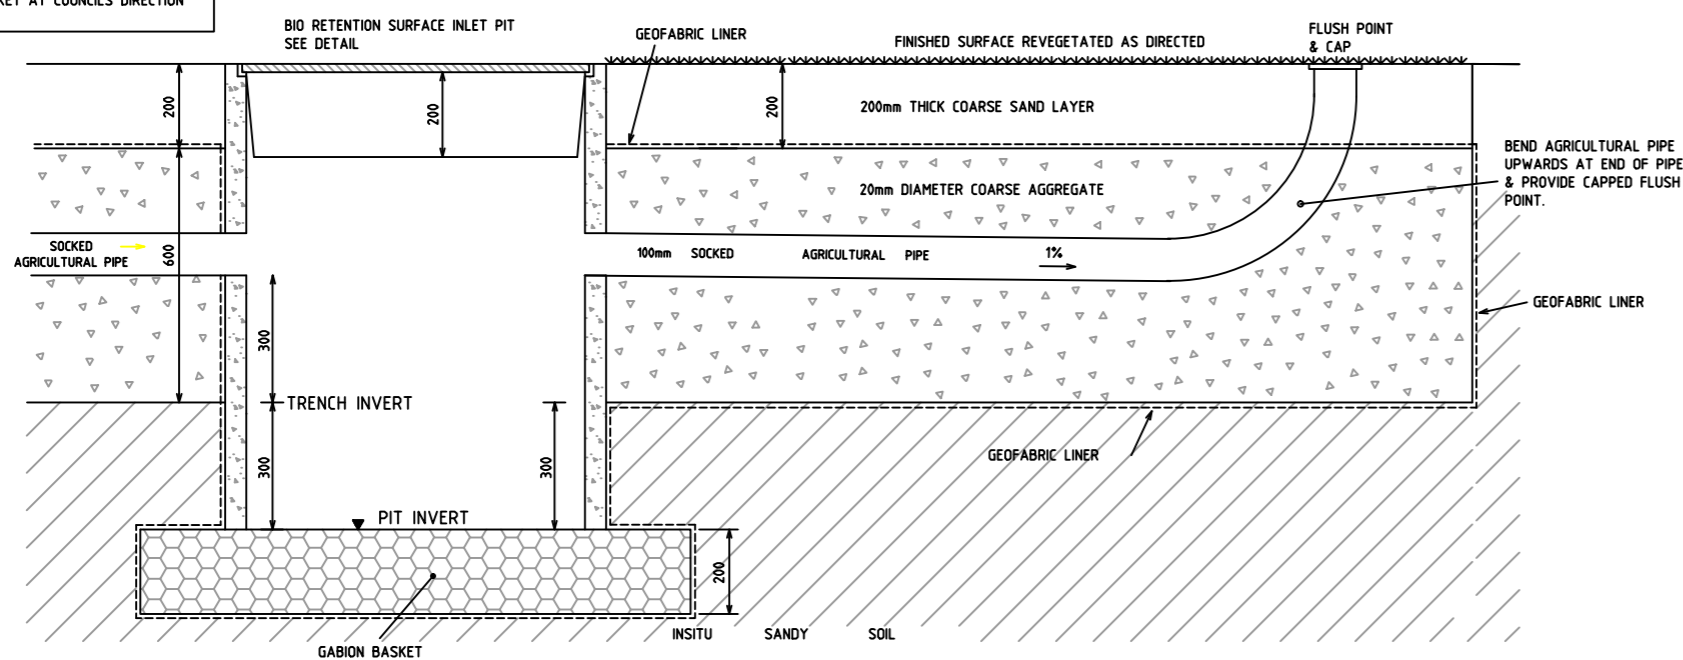 BIO RETENTION SURFACE INLET PIT
SEE DETAIL
GEOFABRIC LINER
FINISHED SURFACE REVEGETATED AS DIRECTED
FLUSH POINT
& CAP
200
200
200
200mm THICK COARSE SAND LAYER
BEND AGRICULTURAL PIPE
UPWARDS AT END OF PIPE
& PROVIDE CAPPED FLUSH
POINT.
20mm DIAMETER COARSE AGGREGATE
SOCKED
AGRICULTURAL PIPE
600
100mm SOCKED AGRICULTURAL PIPE 1%
GEOFABRIC LINER
300
TRENCH INVERT
300
300
GEOFABRIC LINER
PIT INVERT
200
INSITU SANDY SOIL
GABION BASKET